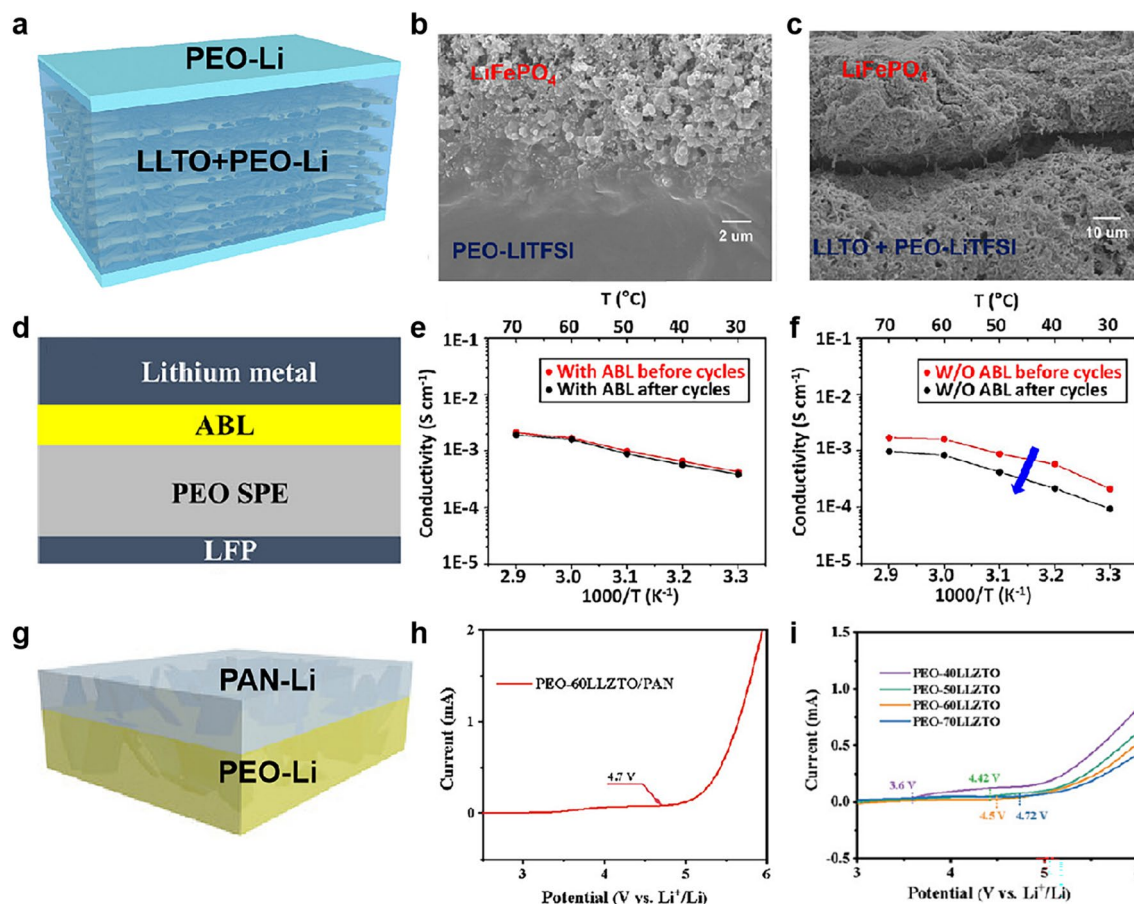 a
PEO-Li
LLTO+PEO-Li
b
LiFePO4
PEO-LITFSI
2 um
c
LiFePO4
LLTO + PEO-LiTFSI
10 um
d
Lithium metal
ABL
PEO SPE
LFP
e
T (°C)
70 60 50 40 30
1E-1
1E-2
1E-3
1E-4
1E-5
Conductivity (S cm⁻¹)
With ABL before cycles
With ABL after cycles
2.9 3.0 3.1 3.2 3.3
1000/T (K⁻¹)
f
T (°C)
70 60 50 40 30
1E-1
1E-2
1E-3
1E-4
1E-5
Conductivity (S cm⁻¹)
W/O ABL before cycles
W/O ABL after cycles
2.9 3.0 3.1 3.2 3.3
1000/T (K⁻¹)
g
PAN-Li
PEO-Li
h
2
1
0
Current (mA)
PEO-60LLZTO/PAN
4.7 V
3 4 5 6
Potential (V vs. Li⁺/Li)
i
1.5
1.0
0.5
0.0
-0.5
Current (mA)
PEO-40LLZTO
PEO-50LLZTO
PEO-60LLZTO
PEO-70LLZTO
3.6 V
4.42 V
4.5 V
4.72 V
3 4 5
Potential (V vs. Li⁺/Li)